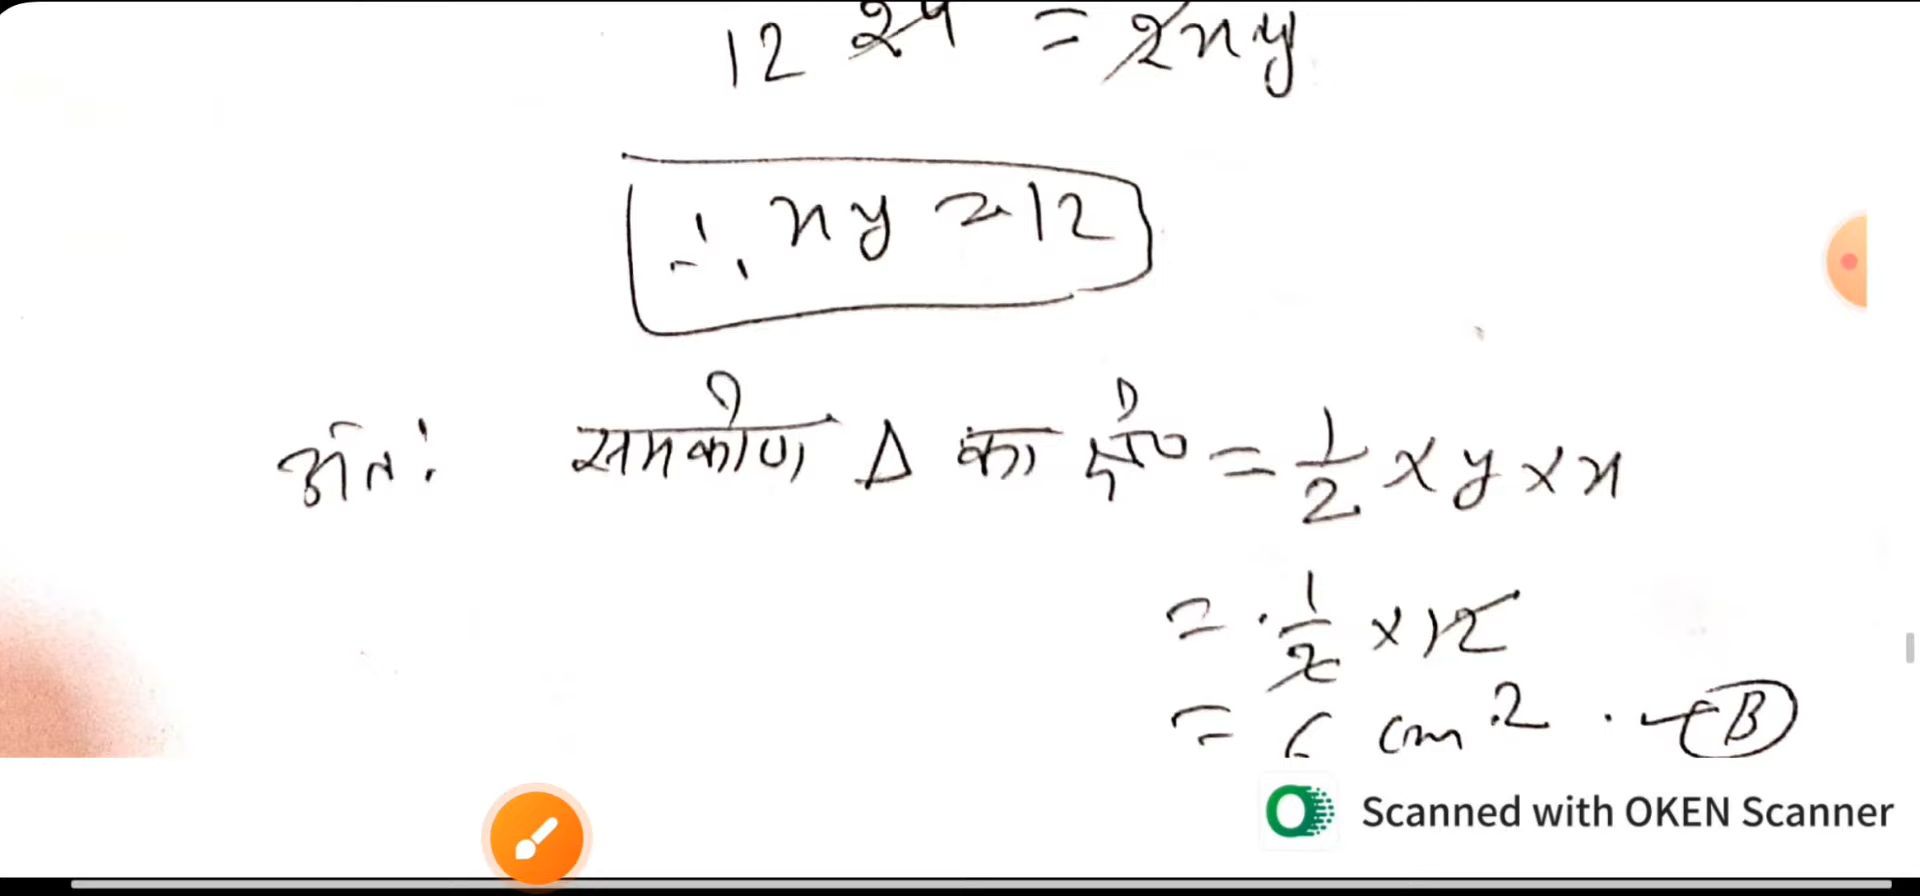 12 24 = 2xy
∴ xy = 12
अतः समकोण Δ का क्षे० = 1/2 × y × x
= 1/2 × 12
= 6 cm² . (B)
Scanned with OKEN Scanner